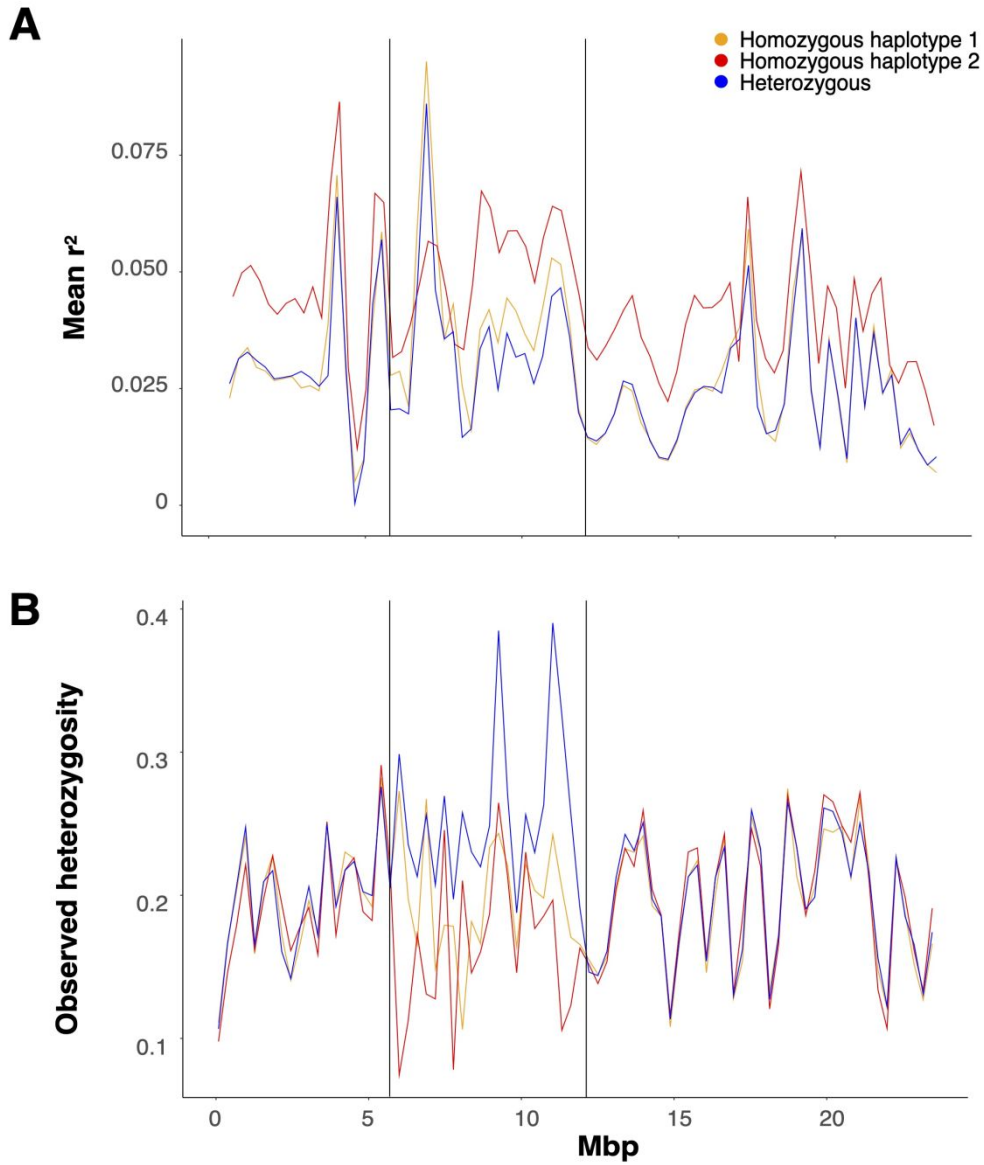 A
Homozygous haplotype 1
Homozygous haplotype 2
Heterozygous
Mean r²
0.075
0.050
0.025
0
B
Observed heterozygosity
0.4
0.3
0.2
0.1
0 5 10 15 20
Mbp